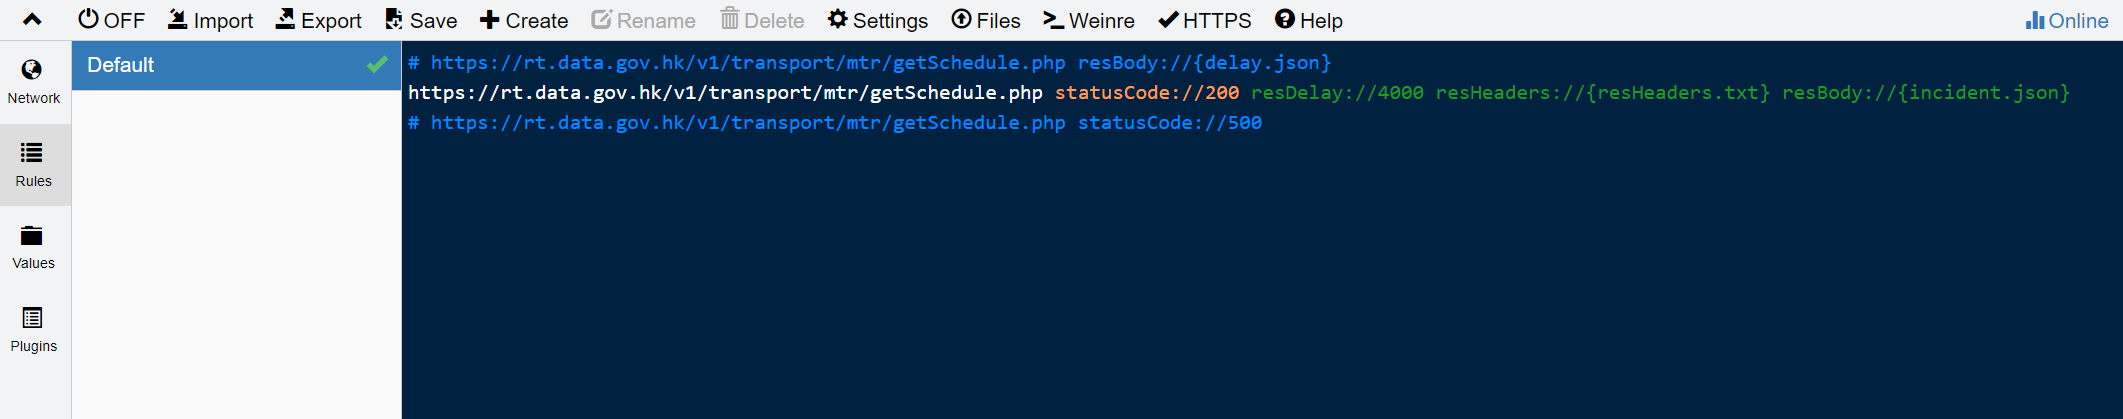 OFF Import Export Save Create Rename Delete Settings Files Weinre HTTPS Help Online
Network
Rules
Values
Plugins
Default
# https://rt.data.gov.hk/v1/transport/mtr/getSchedule.php resBody://{delay.json}
https://rt.data.gov.hk/v1/transport/mtr/getSchedule.php statusCode://200 resDelay://4000 resHeaders://{resHeaders.txt} resBody://{incident.json}
# https://rt.data.gov.hk/v1/transport/mtr/getSchedule.php statusCode://500